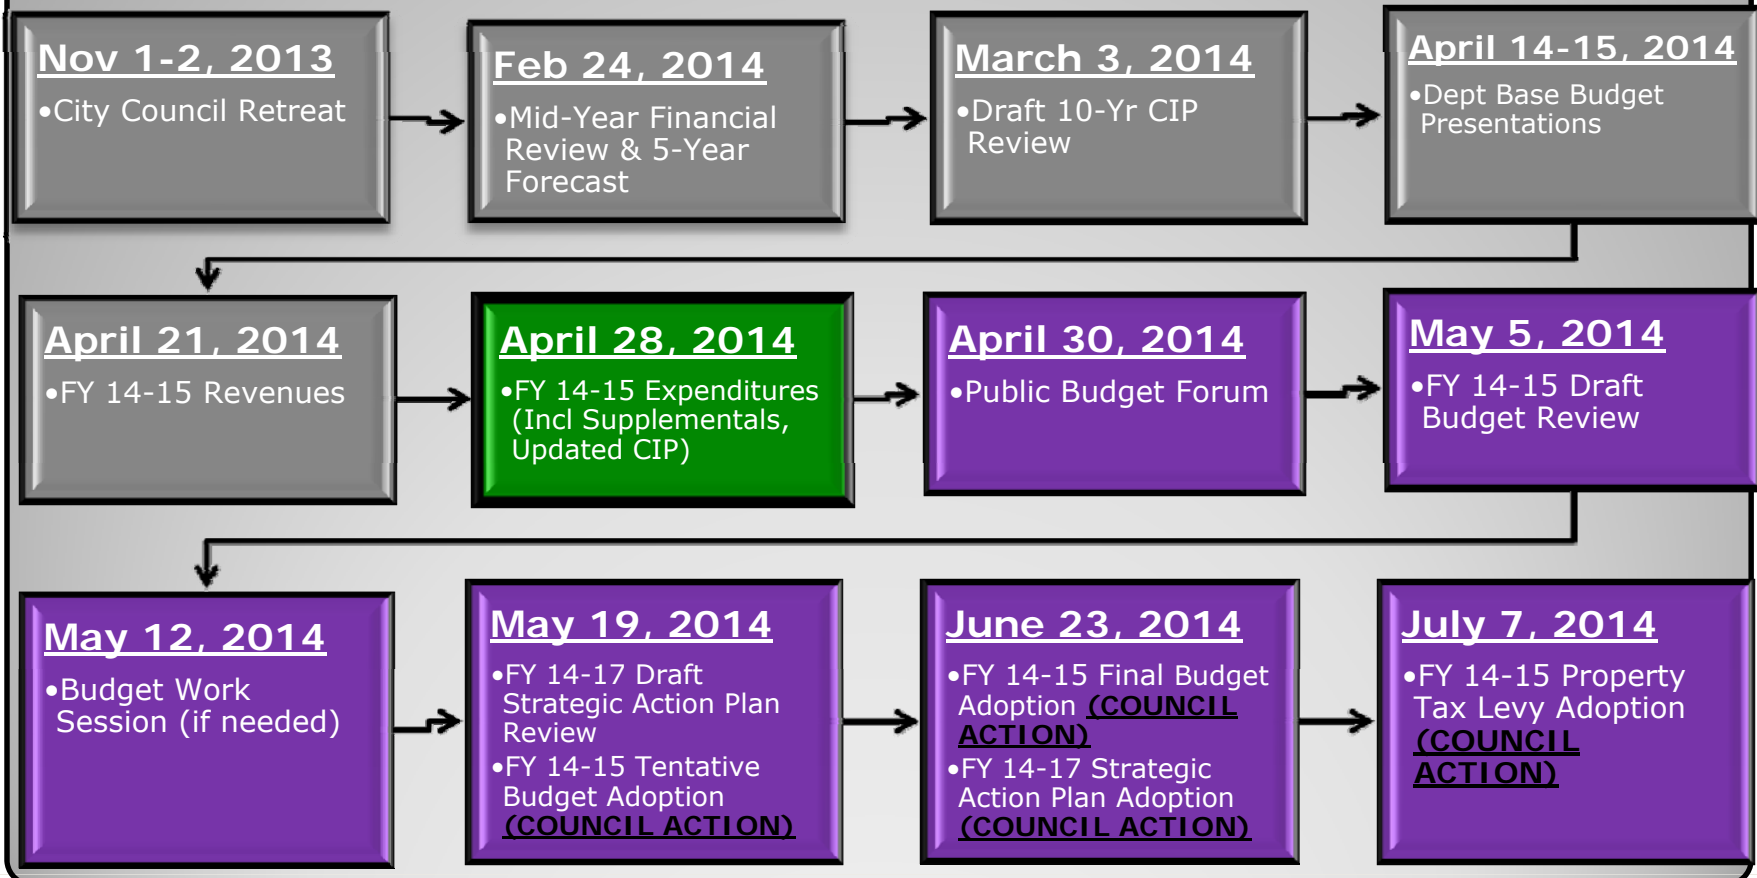 Nov 1-2, 2013
•City Council Retreat
Feb 24, 2014
•Mid-Year Financial
Review & 5-Year
Forecast
March 3, 2014
•Draft 10-Yr CIP
Review
April 14-15, 2014
•Dept Base Budget
Presentations
April 21, 2014
•FY 14-15 Revenues
April 28, 2014
•FY 14-15 Expenditures
(Incl Supplementals,
Updated CIP)
April 30, 2014
•Public Budget Forum
May 5, 2014
•FY 14-15 Draft
Budget Review
May 12, 2014
•Budget Work
Session (if needed)
May 19, 2014
•FY 14-17 Draft
Strategic Action Plan
Review
•FY 14-15 Tentative
Budget Adoption
(COUNCIL ACTION)
June 23, 2014
•FY 14-15 Final Budget
Adoption (COUNCIL
ACTION)
•FY 14-17 Strategic
Action Plan Adoption
(COUNCIL ACTION)
July 7, 2014
•FY 14-15 Property
Tax Levy Adoption
(COUNCIL
ACTION)